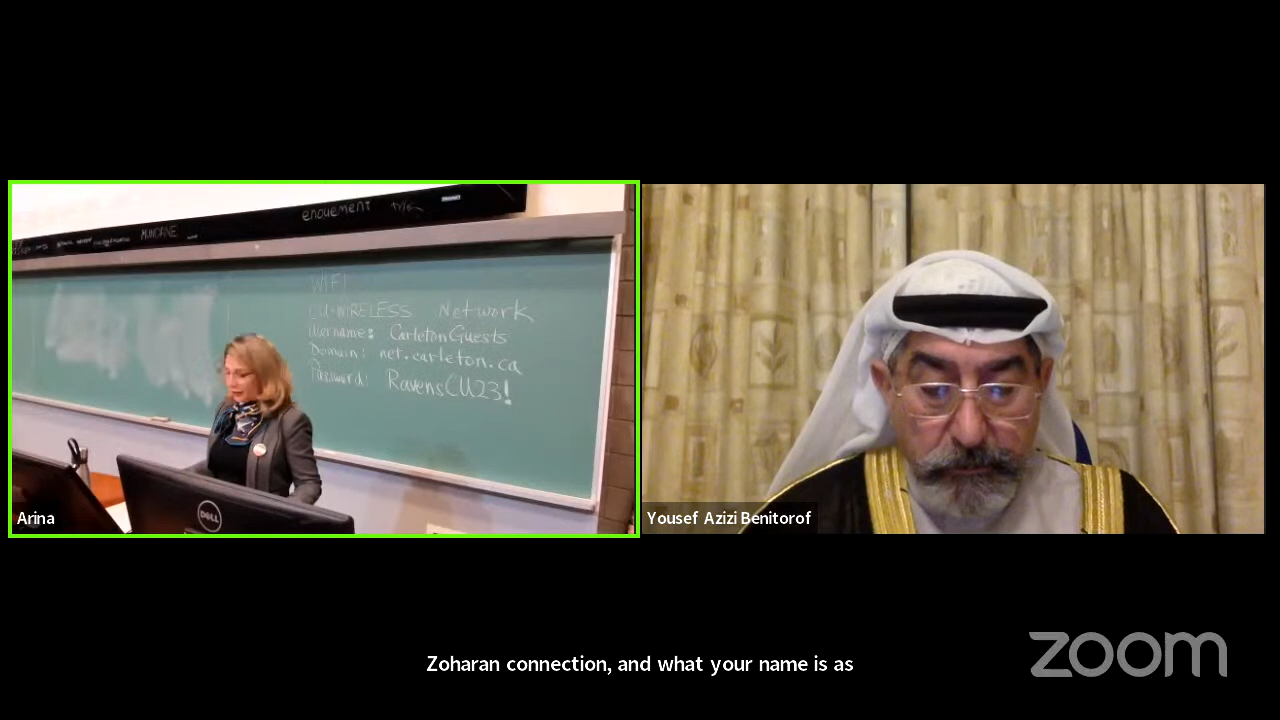 enouement
MUNDANE
WIFI
CU-WIRELESS Network
Username: CarletonGuests
Domain: net.carleton.ca
Password: RavensCU23!
DELL
Arina
Yousef Azizi Benitorof
Zoharan connection, and what your name is as
zoom